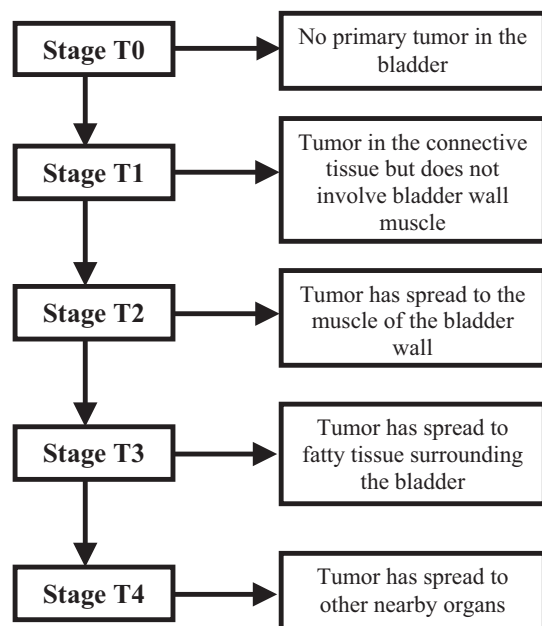 Stage T0
No primary tumor in the
bladder
Stage T1
Tumor in the connective
tissue but does not
involve bladder wall
muscle
Stage T2
Tumor has spread to the
muscle of the bladder
wall
Stage T3
Tumor has spread to
fatty tissue surrounding
the bladder
Stage T4
Tumor has spread to
other nearby organs